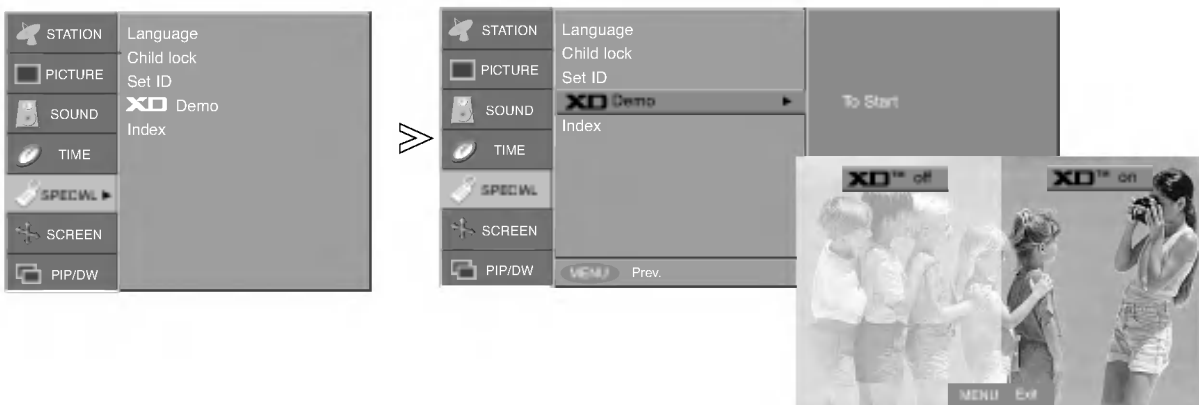 STATION
PICTURE
SOUND
TIME
SPECIAL
SCREEN
PIP/DW
Language
Child lock
Set ID
XD Demo
Index
STATION
PICTURE
SOUND
TIME
SPECIAL
SCREEN
PIP/DW
Language
Child lock
Set ID
XD Demo
Index
MENU Prev.
To Start
XD™ off
XD™ on
MENU Exit